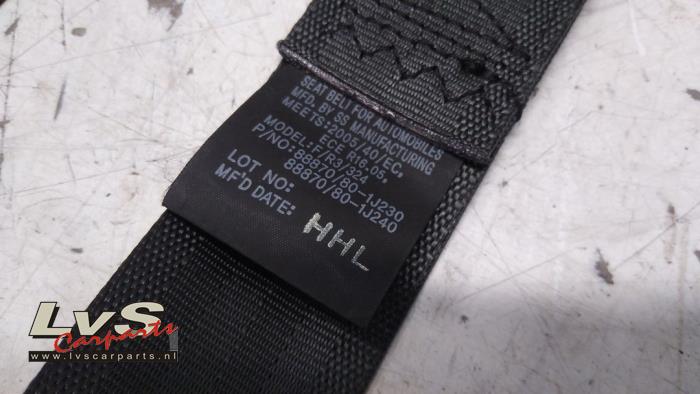 SEAT BELT FOR AUTOMOBILES
MFD. BY:SS MANUFACTURING
MEETS:2005/40/EC,
ECE R16.05,
MODEL:F/R3/324
P/NO:88870/80-1J230
88870/80-1J240
LOT NO:
MF'D DATE: HHL
LvS
Carparts
www.lvscarparts.nl